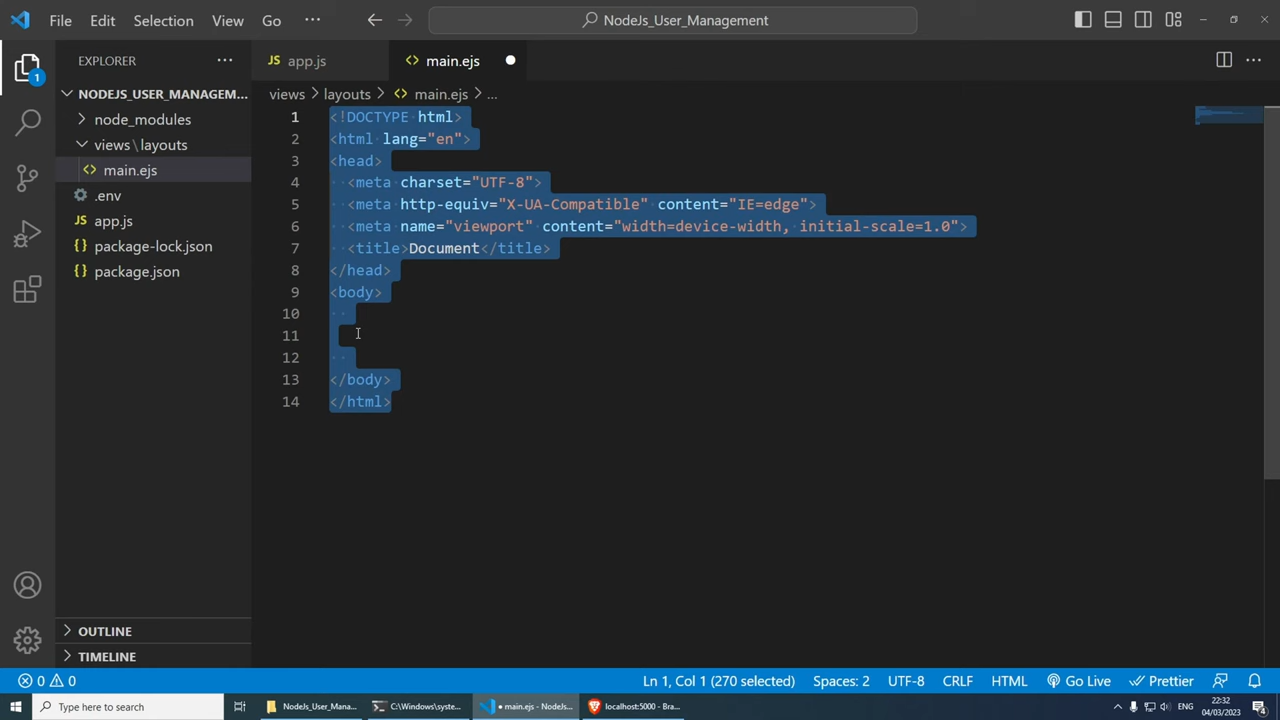 File Edit Selection View Go ··· NodeJs_User_Management
EXPLORER ···
JS app.js
<> main.ejs
views > layouts > <> main.ejs > ...
NODEJS_USER_MANAGEM...
node_modules
views\layouts
<> main.ejs
.env
JS app.js
{} package-lock.json
{} package.json
OUTLINE
TIMELINE
1 <!DOCTYPE html>
2 <html lang="en">
3 <head>
4 <meta charset="UTF-8">
5 <meta http-equiv="X-UA-Compatible" content="IE=edge">
6 <meta name="viewport" content="width=device-width, initial-scale=1.0">
7 <title>Document</title>
8 </head>
9 <body>
10
11
12
13 </body>
14 </html>
1
0 0 Ln 1, Col 1 (270 selected) Spaces: 2 UTF-8 CRLF HTML Go Live Prettier
Type here to search NodeJs_User_Mana... C:\Windows\syste... • main.ejs - NodeJs... localhost:5000 - Bra... ENG 22:32
04/03/2023 4